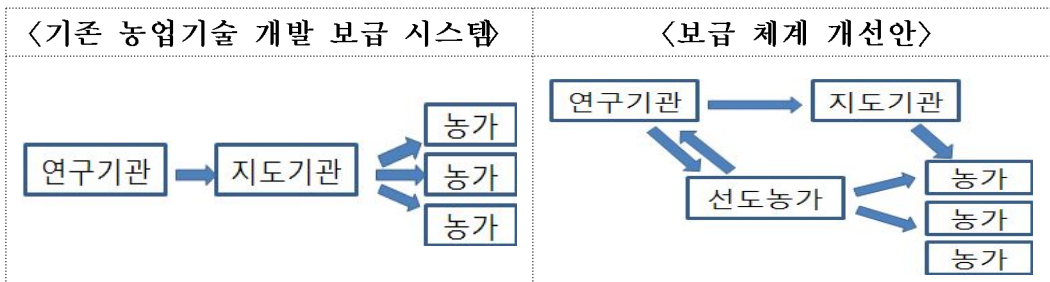 <기존 농업기술 개발 보급 시스템>
연구기관
지도기관
농가
농가
농가
<보급 체계 개선안>
연구기관
지도기관
선도농가
농가
농가
농가